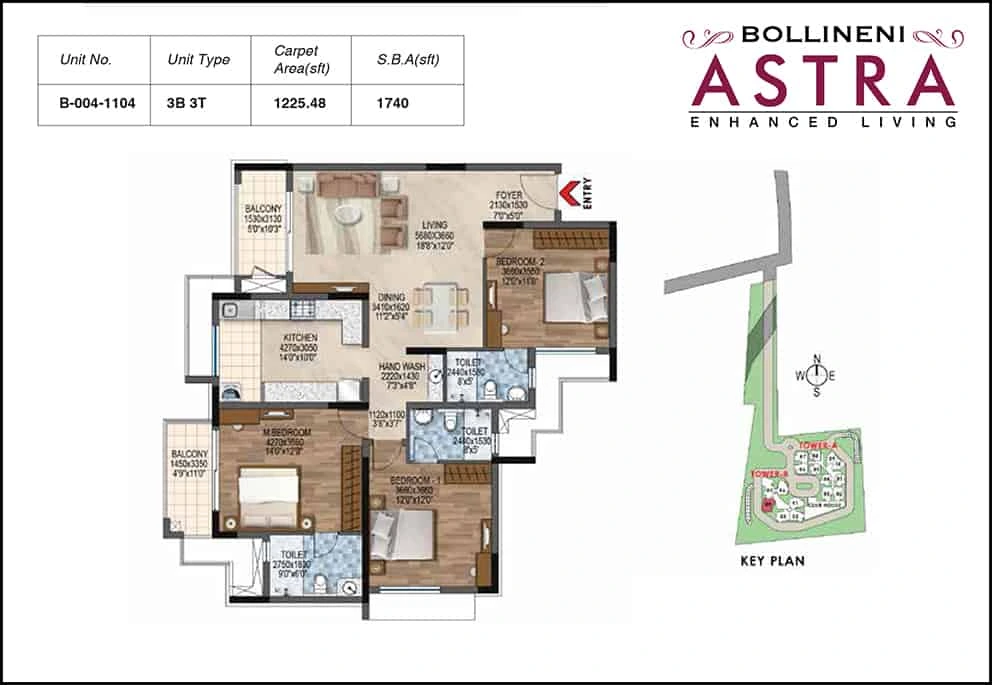 Unit No.
Unit Type
Carpet
Area(sft)
S.B.A(sft)
B-004-1104
3B 3T
1225.48
1740
BOLLINENI
ASTRA
ENHANCED LIVING
BALCONY
1530x3130
5'0"x10'3"
LIVING
5680X3660
18'8"x12'0"
FOYER
2130x1530
7'0"x5'0"
ENTRY
BEDROOM- 2
3660x3550
12'0"x11'8"
DINING
3410x1620
11'2"x5'4"
KITCHEN
4270x3050
14'0"x10'0"
HAND WASH
2220x1430
7'3"x4'8"
TOILET
2440x1530
8'x5'
1120x1100
3'8"x3'7"
TOILET
2440x1530
8'x5'
M.BEDROOM
4270x3660
14'0"x12'0"
BALCONY
1450x3350
4'9"x11'0"
BEDROOM - 1
3660x3660
12'0"x12'0"
TOILET
2750x1830
9'0"x6'0"
N
W
E
S
TOWER-A
TOWER-B
CLUB HOUSE
KEY PLAN